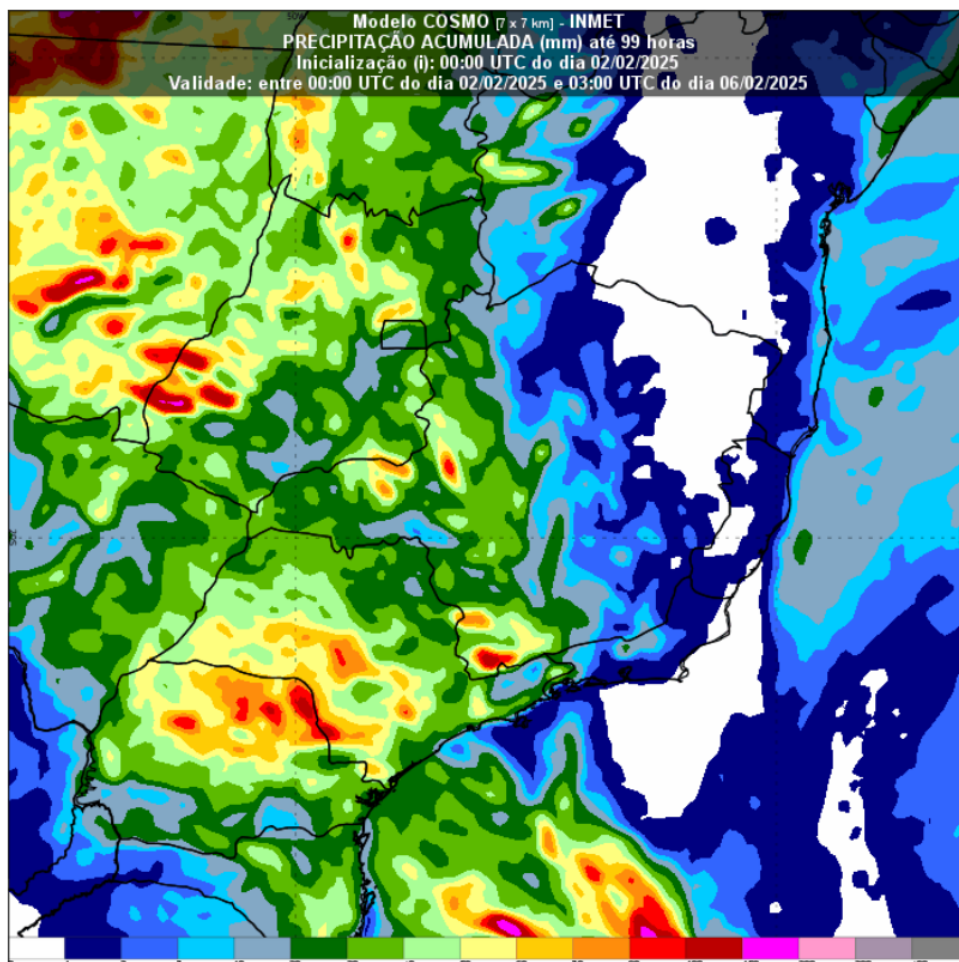 Modelo COSMO [7 x 7 km] - INMET
PRECIPITAÇÃO ACUMULADA (mm) até 99 horas
Inicialização (i): 00:00 UTC do dia 02/02/2025
Validade: entre 00:00 UTC do dia 02/02/2025 e 03:00 UTC do dia 06/02/2025
50W